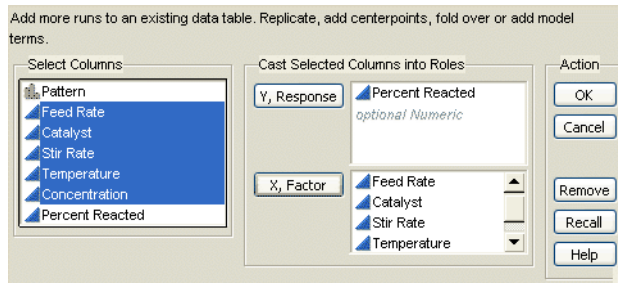 Add more runs to an existing data table. Replicate, add centerpoints, fold over or add model
terms.
Select Columns
Pattern
Feed Rate
Catalyst
Stir Rate
Temperature
Concentration
Percent Reacted
Cast Selected Columns into Roles
Y, Response
Percent Reacted
optional Numeric
X, Factor
Feed Rate
Catalyst
Stir Rate
Temperature
Action
OK
Cancel
Remove
Recall
Help